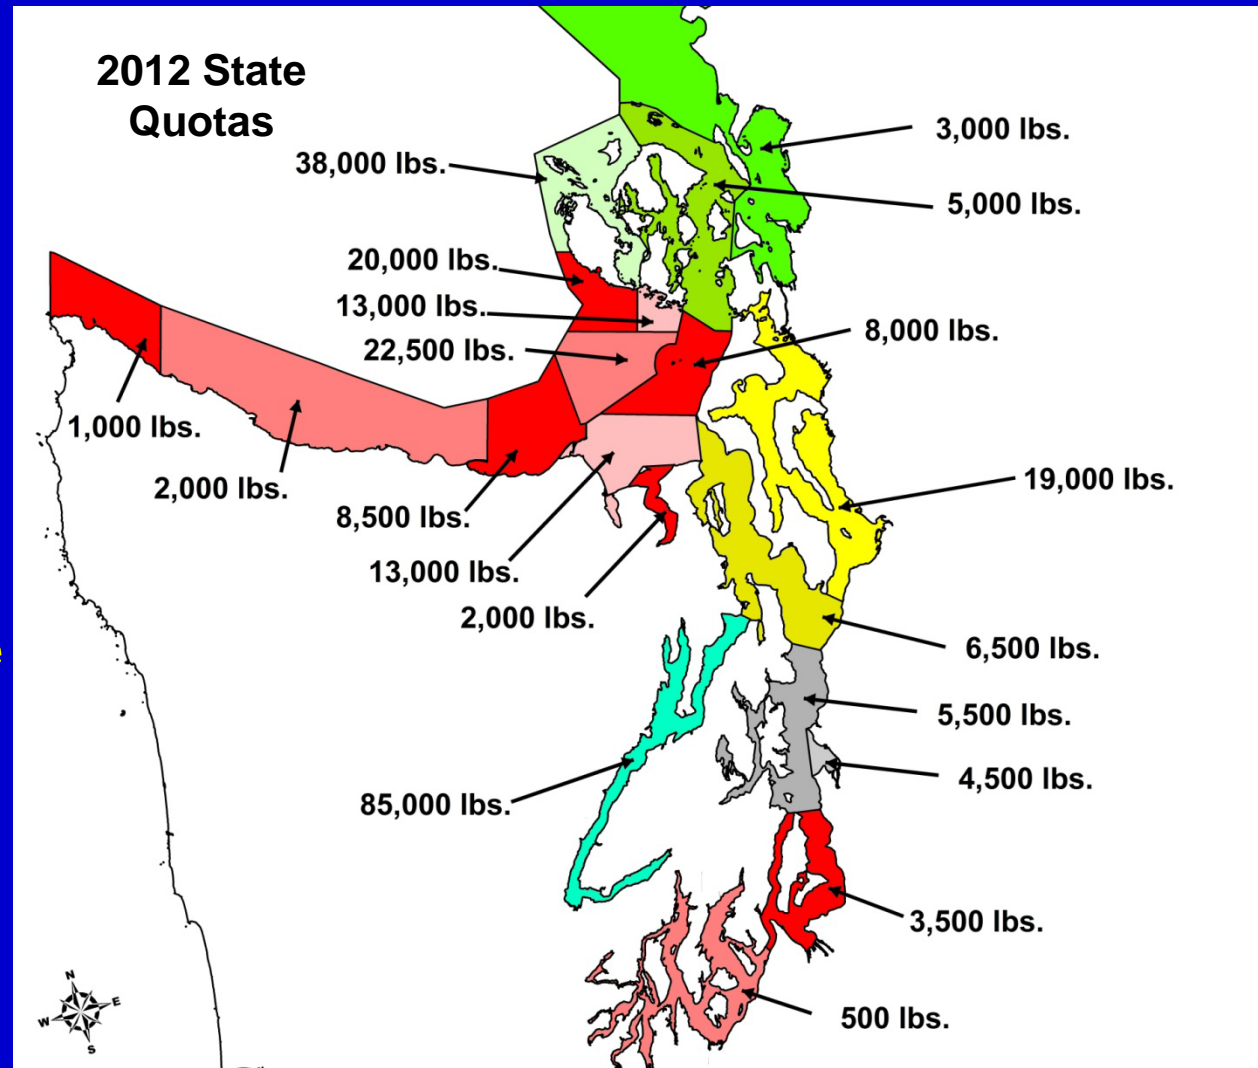 2012 State
Quotas
3,000 lbs.
38,000 lbs.
5,000 lbs.
20,000 lbs.
13,000 lbs.
8,000 lbs.
22,500 lbs.
1,000 lbs.
2,000 lbs.
19,000 lbs.
8,500 lbs.
13,000 lbs.
2,000 lbs.
6,500 lbs.
5,500 lbs.
4,500 lbs.
85,000 lbs.
3,500 lbs.
500 lbs.
N
E
W
S